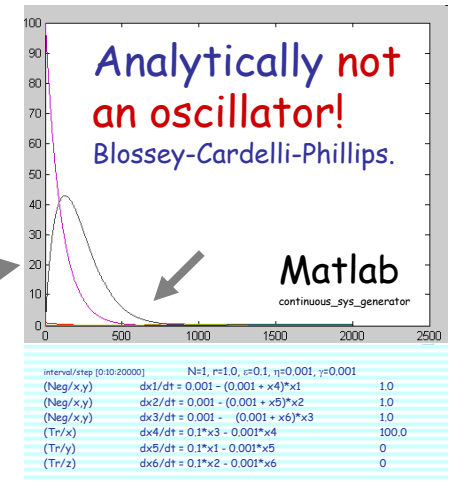 100
90
80
70
60
50
40
30
20
10
0
0 500 1000 1500 2000 2500
Analytically not
an oscillator!
Blossey-Cardelli-Phillips.
Matlab
continuous_sys_generator
interval/step [0:10:20000] N=1, r=1.0, ε=0.1, η=0.001, γ=0.001
(Neg/x,y) dx1/dt = 0.001 - (0.001 + x4)*x1 1.0
(Neg/x,y) dx2/dt = 0.001 - (0.001 + x5)*x2 1.0
(Neg/x,y) dx3/dt = 0.001 - (0.001 + x6)*x3 1.0
(Tr/x) dx4/dt = 0.1*x3 - 0.001*x4 100.0
(Tr/y) dx5/dt = 0.1*x1 - 0.001*x5 0
(Tr/z) dx6/dt = 0.1*x2 - 0.001*x6 0